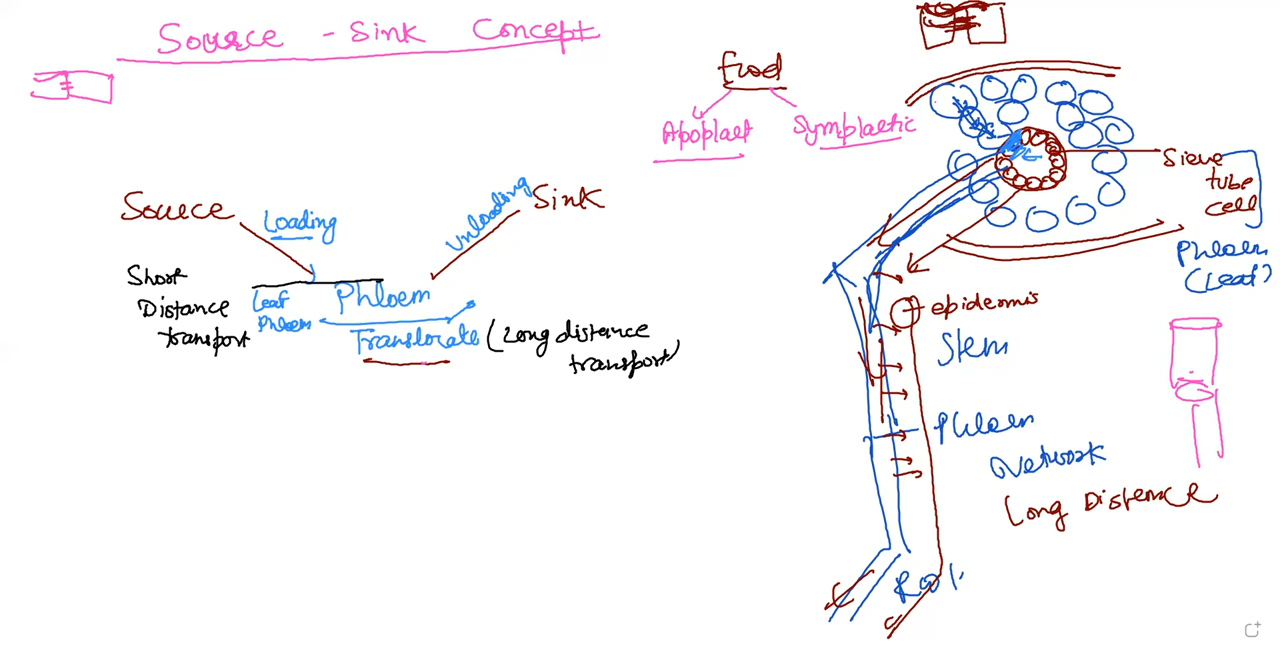 Source - Sink Concept
Food
Apoplast
Symplastic
Source
Loading
Unloading
Sink
Short
Distance
transport
Leaf
Phloem
Phloem
Translocate
(Long distance
transport)
Sieve
tube
cell
Phloem
(Leaf)
epidermis
Stem
Phloem
Network
Long Distance
Root